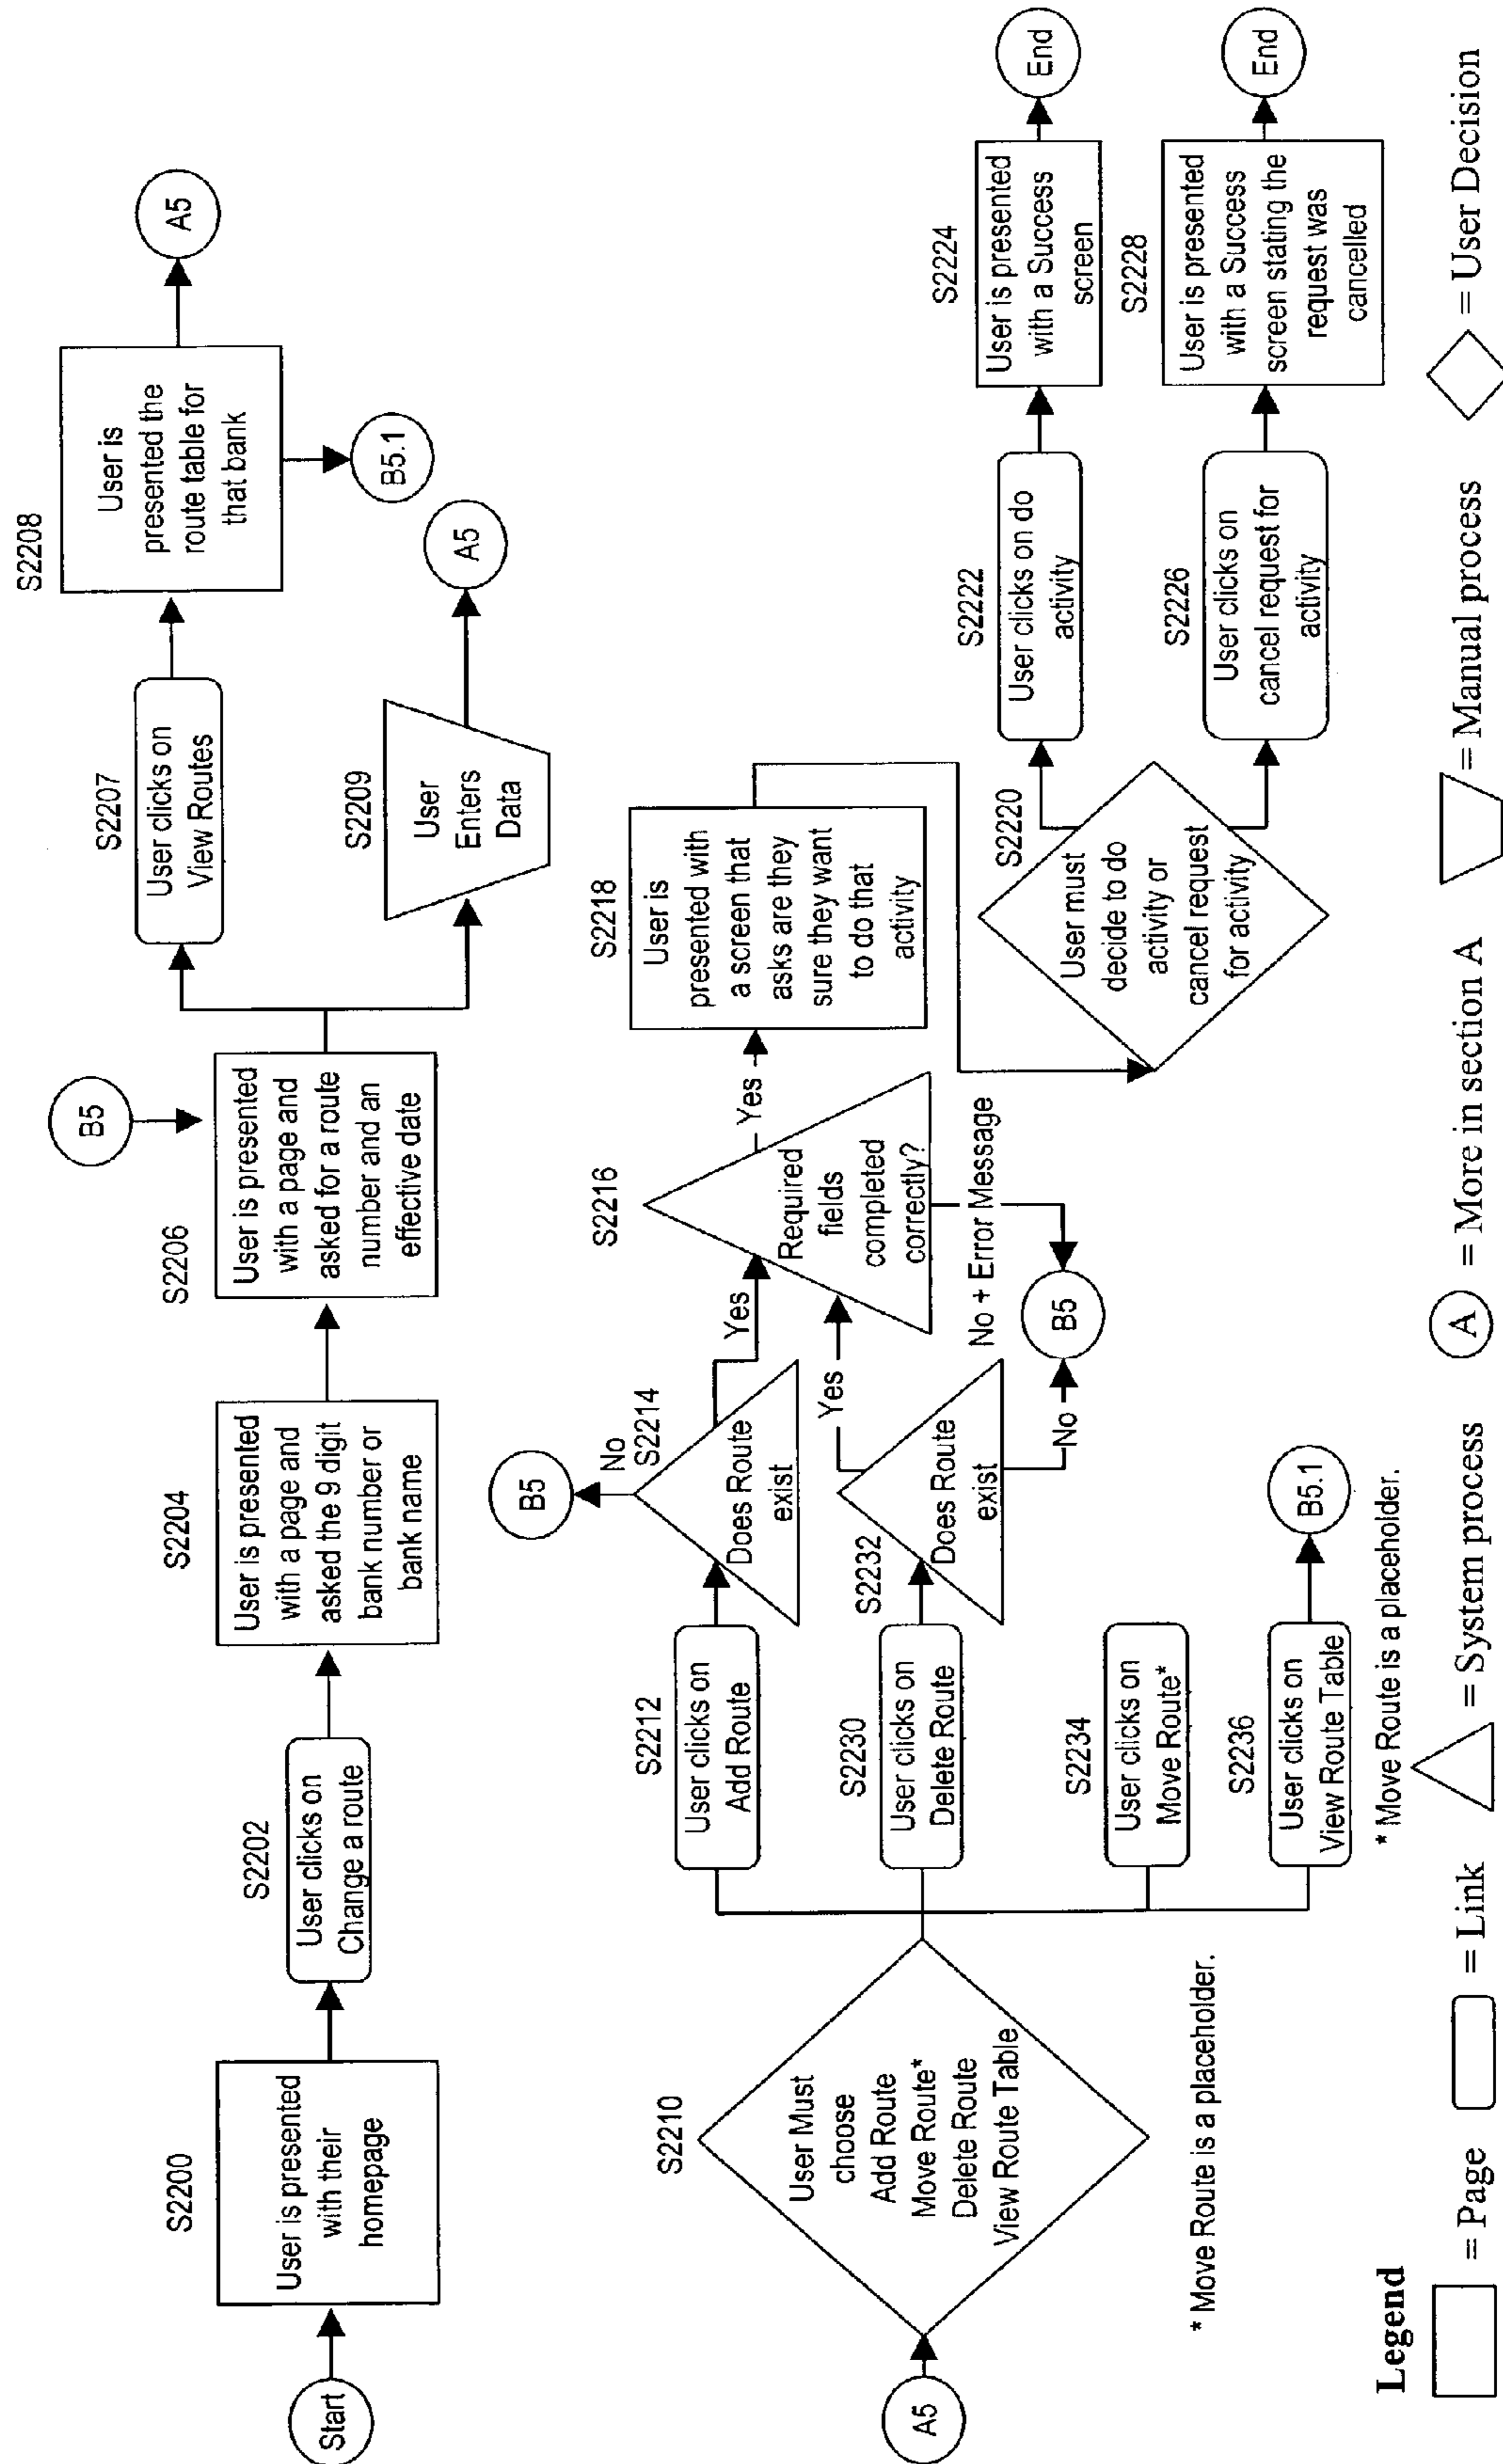 Start
S2200
User is presented
with their
homepage
S2202
User clicks on
Change a route
S2204
User is presented
with a page and
asked the 9 digit
bank number or
bank name
B5
S2206
User is presented
with a page and
asked for a route
number and an
effective date
S2207
User clicks on
View Routes
S2208
User is
presented the
route table for
that bank
A5
B5.1
S2209
User
Enters
Data
A5
A5
S2210
User Must
choose
Add Route
Move Route*
Delete Route
View Route Table
* Move Route is a placeholder.
S2212
User clicks on
Add Route
B5
No
S2214
Does Route
exist
Yes
S2230
User clicks on
Delete Route
S2232
Does Route
exist
Yes
No
B5
No + Error Message
S2234
User clicks on
Move Route*
S2236
User clicks on
View Route Table
B5.1
* Move Route is a placeholder.
S2216
Required
fields
completed
correctly?
Yes
S2218
User is
presented with
a screen that
asks are they
sure they want
to do that
activity
S2220
User must
decide to do
activity or
cancel request
for activity
S2222
User clicks on do
activity
S2224
User is presented
with a Success
screen
End
S2226
User clicks on
cancel request for
activity
S2228
User is presented
with a Success
screen stating the
request was
cancelled
End
Legend
= Page
= Link
= System process
A = More in section A
= Manual process
= User Decision